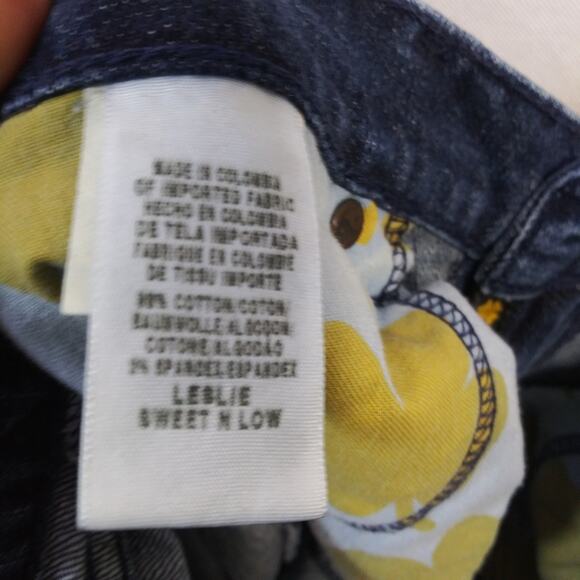 MADE IN COLOMBIA
OF IMPORTED FABRIC
HECHO EN COLOMBIA
DE TELA IMPORTADA
FABRIQUE EN COLOMBIE
DE TISSU IMPORTE
98% COTTON/COTON/
BAUMWOLLE/ALGODON/
COTONE/ALGODÃO
2% SPANDEX/ESPANDEX
LESLIE
SWEET N LOW